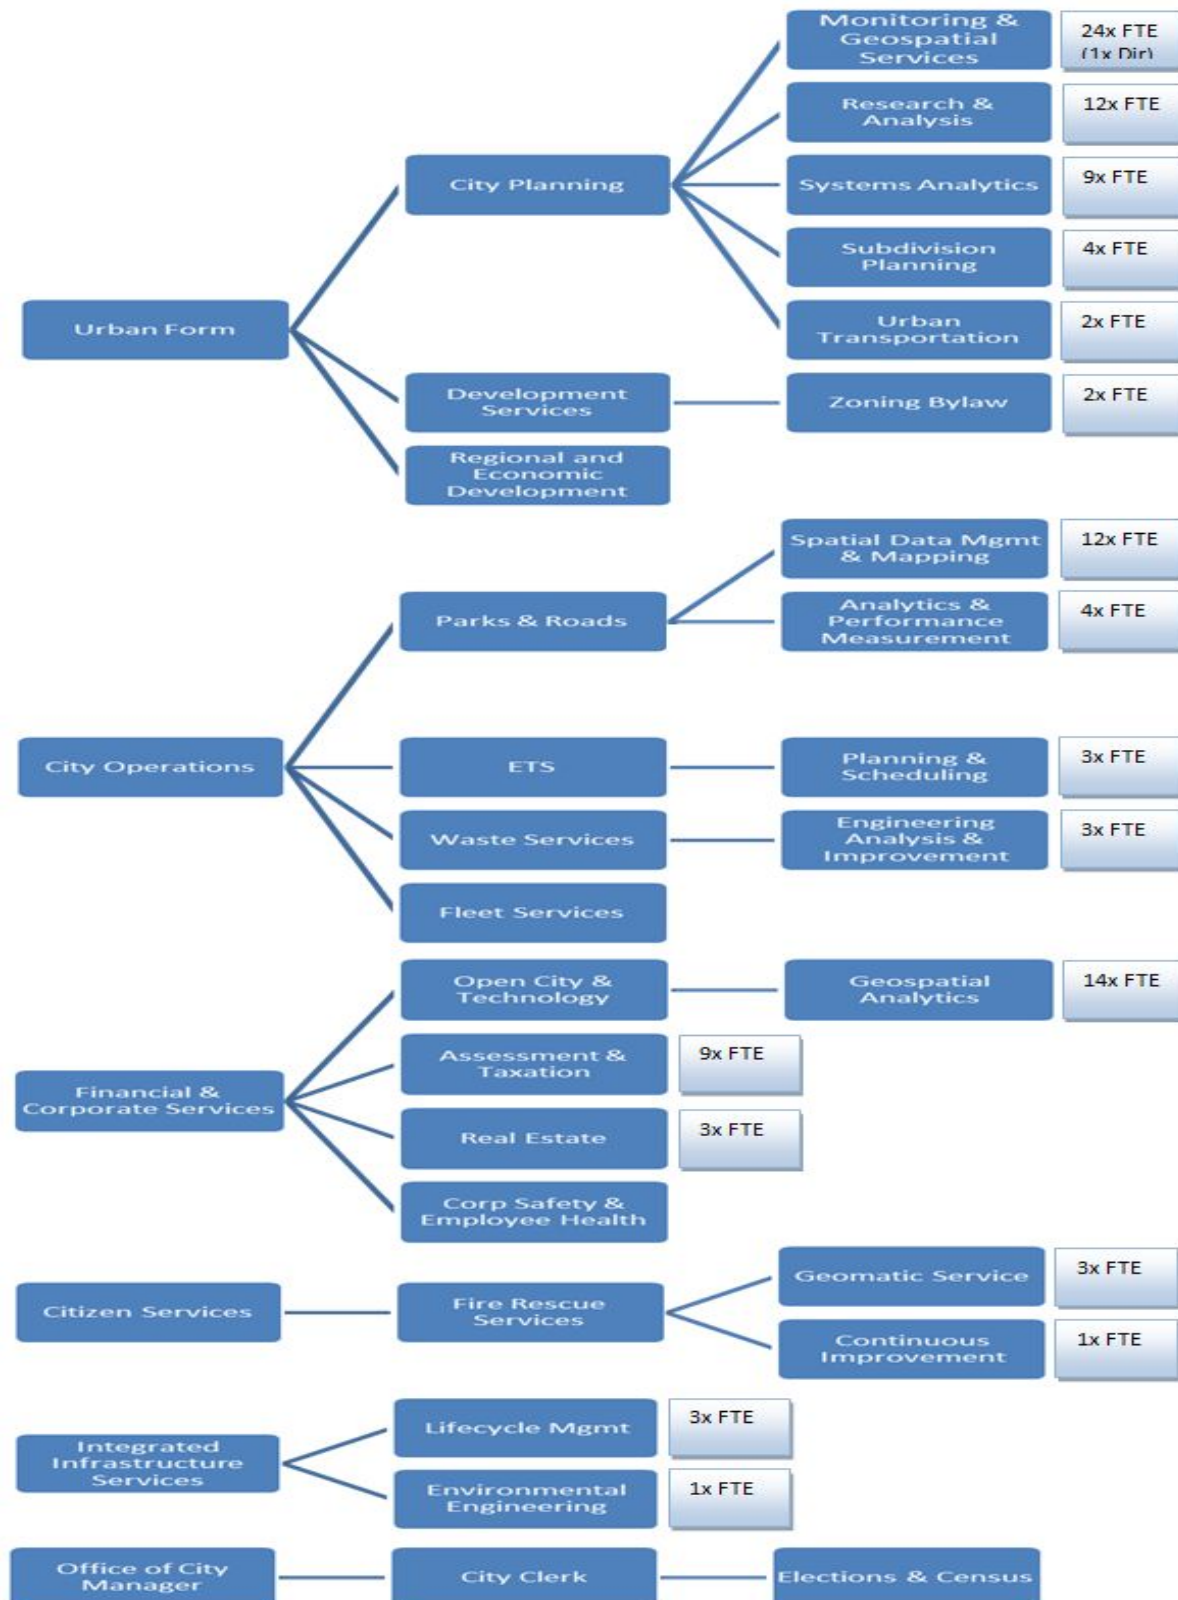 Monitoring &
Geospatial
Services
24x FTE
(1x Dir)
Research &
Analysis
12x FTE
City Planning
Systems Analytics
9x FTE
Subdivision
Planning
4x FTE
Urban Form
Urban
Transportation
2x FTE
Development
Services
Zoning Bylaw
2x FTE
Regional and
Economic
Development
Spatial Data Mgmt
& Mapping
12x FTE
Parks & Roads
Analytics &
Performance
Measurement
4x FTE
City Operations
ETS
Planning &
Scheduling
3x FTE
Waste Services
Engineering
Analysis &
Improvement
3x FTE
Fleet Services
Open City &
Technology
Geospatial
Analytics
14x FTE
Financial &
Corporate Services
Assessment &
Taxation
9x FTE
Real Estate
3x FTE
Corp Safety &
Employee Health
Citizen Services
Fire Rescue
Services
Geomatic Service
3x FTE
Continuous
Improvement
1x FTE
Integrated
Infrastructure
Services
Lifecycle Mgmt
3x FTE
Environmental
Engineering
1x FTE
Office of City
Manager
City Clerk
Elections & Census